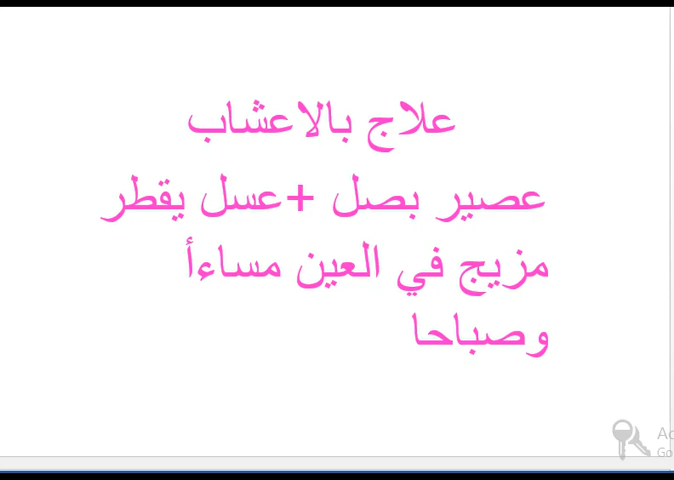 علاج بالاعشاب
عصير بصل +عسل يقطر
مزيج في العين مساءأ
وصباحا